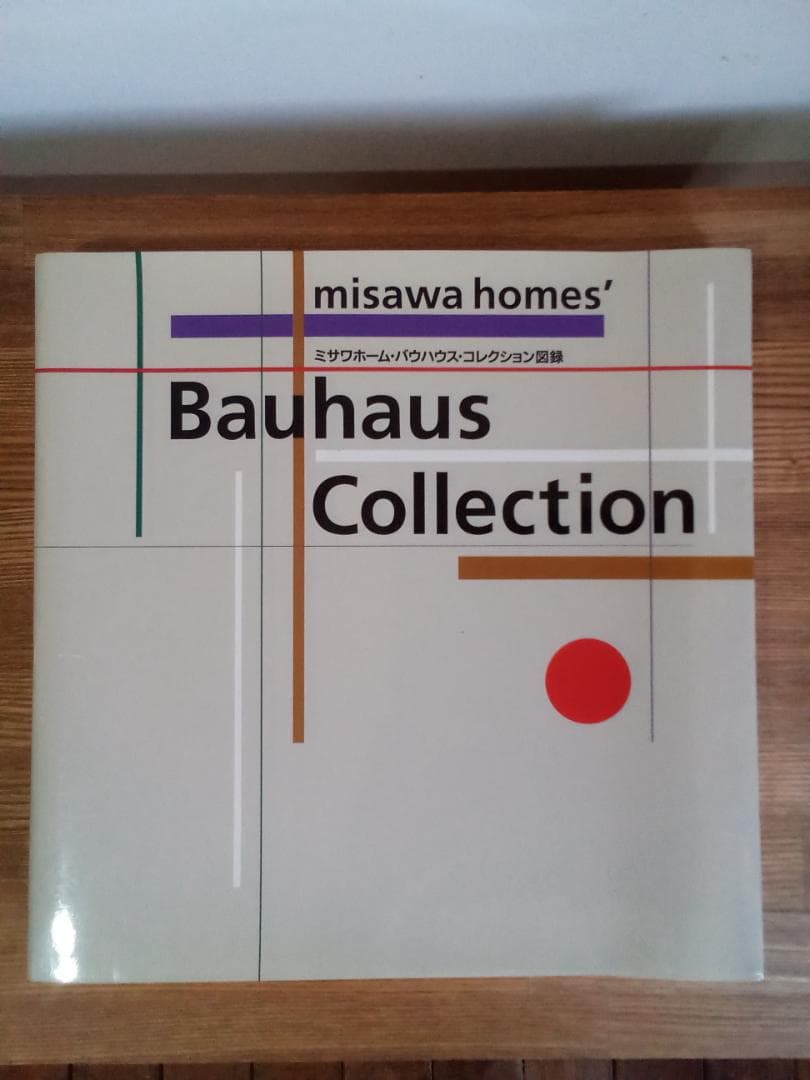 misawa homes’
ミサワホーム・バウハウス・コレクション図録
Bauhaus
Collection